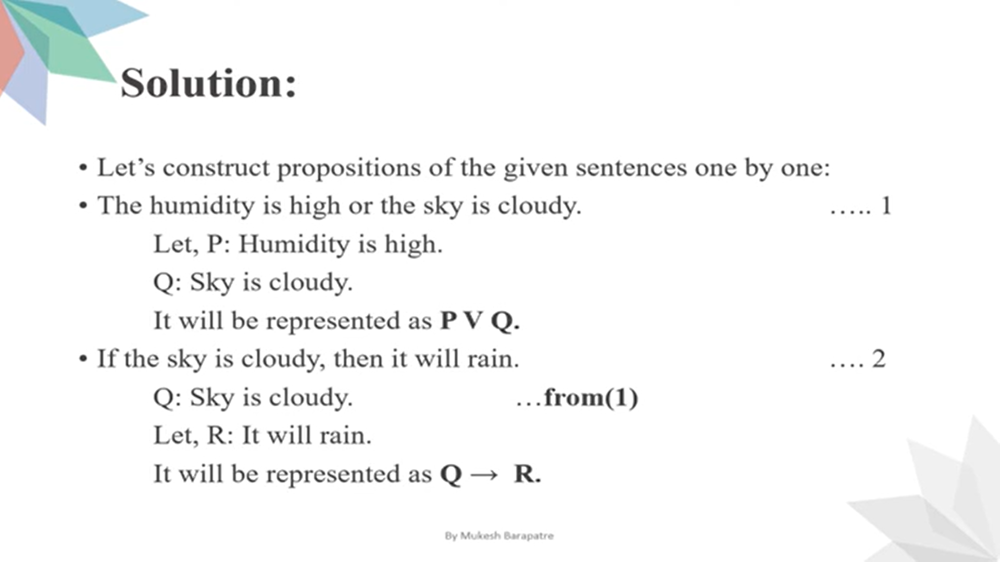 Solution:
• Let’s construct propositions of the given sentences one by one:
• The humidity is high or the sky is cloudy. ..... 1
Let, P: Humidity is high.
Q: Sky is cloudy.
It will be represented as P V Q.
• If the sky is cloudy, then it will rain. .... 2
Q: Sky is cloudy. ...from(1)
Let, R: It will rain.
It will be represented as Q → R.
By Mukesh Barapatre